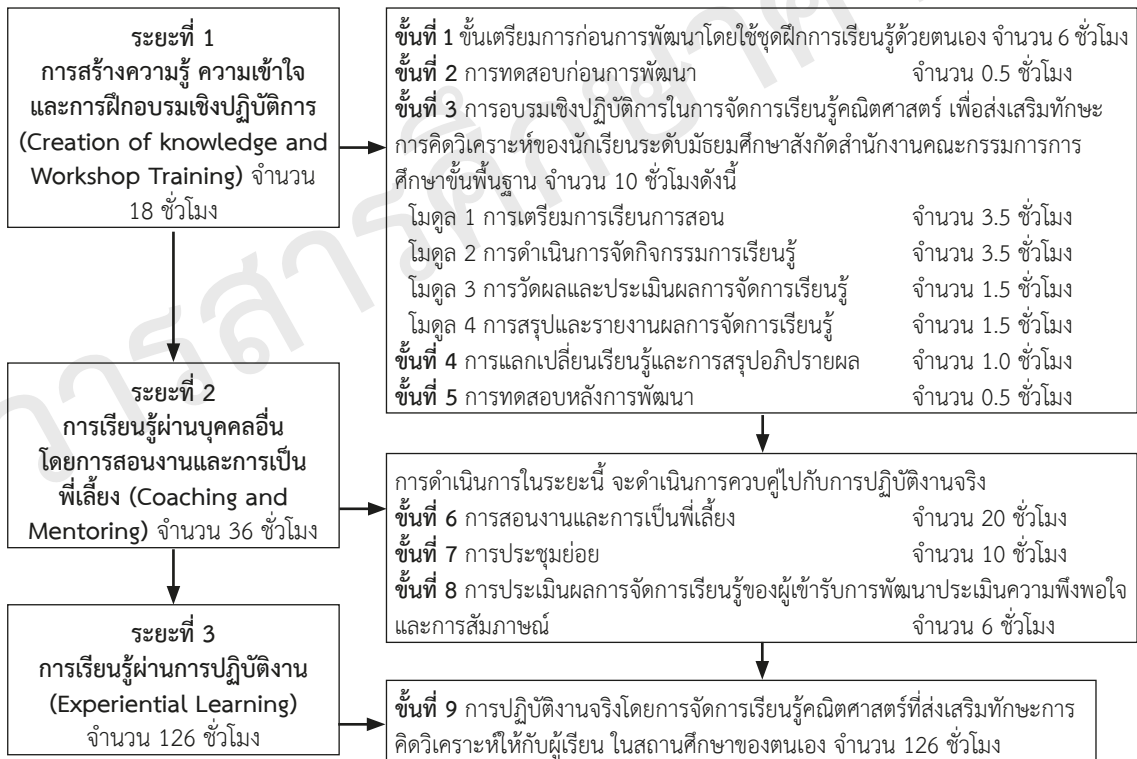 ระยะที่ 1
การสร้างความรู้ ความเข้าใจ
และการฝึกอบรมเชิงปฏิบัติการ
(Creation of knowledge and
Workshop Training) จำนวน
18 ชั่วโมง
ขั้นที่ 1 ขั้นเตรียมการก่อนการพัฒนาโดยใช้ชุดฝึกการเรียนรู้ด้วยตนเอง จำนวน 6 ชั่วโมง
ขั้นที่ 2 การทดสอบก่อนการพัฒนา จำนวน 0.5 ชั่วโมง
ขั้นที่ 3 การอบรมเชิงปฏิบัติการในการจัดการเรียนรู้คณิตศาสตร์ เพื่อส่งเสริมทักษะ
การคิดวิเคราะห์ของนักเรียนระดับมัธยมศึกษาสังกัดสำนักงานคณะกรรมการการ
ศึกษาขั้นพื้นฐาน จำนวน 10 ชั่วโมงดังนี้
โมดูล 1 การเตรียมการเรียนการสอน จำนวน 3.5 ชั่วโมง
โมดูล 2 การดำเนินการจัดกิจกรรมการเรียนรู้ จำนวน 3.5 ชั่วโมง
โมดูล 3 การวัดผลและประเมินผลการจัดการเรียนรู้ จำนวน 1.5 ชั่วโมง
โมดูล 4 การสรุปและรายงานผลการจัดการเรียนรู้ จำนวน 1.5 ชั่วโมง
ขั้นที่ 4 การแลกเปลี่ยนเรียนรู้และการสรุปอภิปรายผล จำนวน 1.0 ชั่วโมง
ขั้นที่ 5 การทดสอบหลังการพัฒนา จำนวน 0.5 ชั่วโมง
ระยะที่ 2
การเรียนรู้ผ่านบุคคลอื่น
โดยการสอนงานและการเป็น
พี่เลี้ยง (Coaching and
Mentoring) จำนวน 36 ชั่วโมง
การดำเนินการในระยะนี้ จะดำเนินการควบคู่ไปกับการปฏิบัติงานจริง
ขั้นที่ 6 การสอนงานและการเป็นพี่เลี้ยง จำนวน 20 ชั่วโมง
ขั้นที่ 7 การประชุมย่อย จำนวน 10 ชั่วโมง
ขั้นที่ 8 การประเมินผลการจัดการเรียนรู้ของผู้เข้ารับการพัฒนาประเมินความพึงพอใจ
และการสัมภาษณ์ จำนวน 6 ชั่วโมง
ระยะที่ 3
การเรียนรู้ผ่านการปฏิบัติงาน
(Experiential Learning)
จำนวน 126 ชั่วโมง
ขั้นที่ 9 การปฏิบัติงานจริงโดยการจัดการเรียนรู้คณิตศาสตร์ที่ส่งเสริมทักษะการ
คิดวิเคราะห์ให้กับผู้เรียน ในสถานศึกษาของตนเอง จำนวน 126 ชั่วโมง